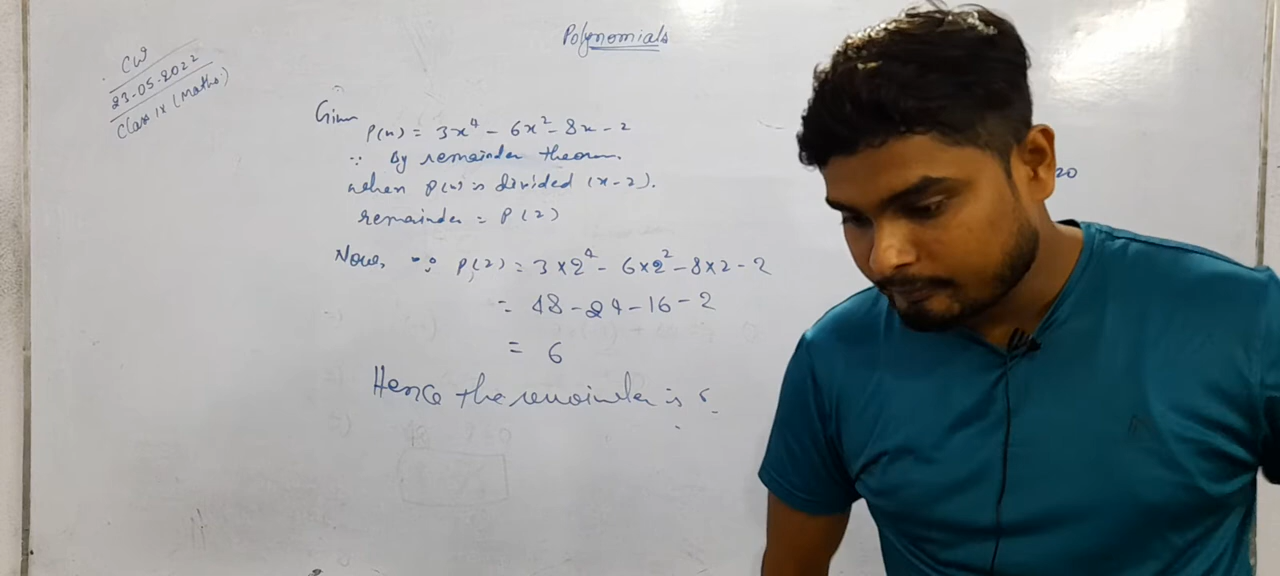 Polynomials
CW
23-05-2022
Class IX (Maths)
Given
P(x) = 3x⁴ - 6x² - 8x - 2
∵ By remainder theorem.
when P(x) is divided (x-2).
remainder = P(2)
20
Now, ∵ P(2) = 3×2⁴ - 6×2² - 8×2 - 2
= 48 - 24 - 16 - 2
= 6
Hence the remainder is 6.